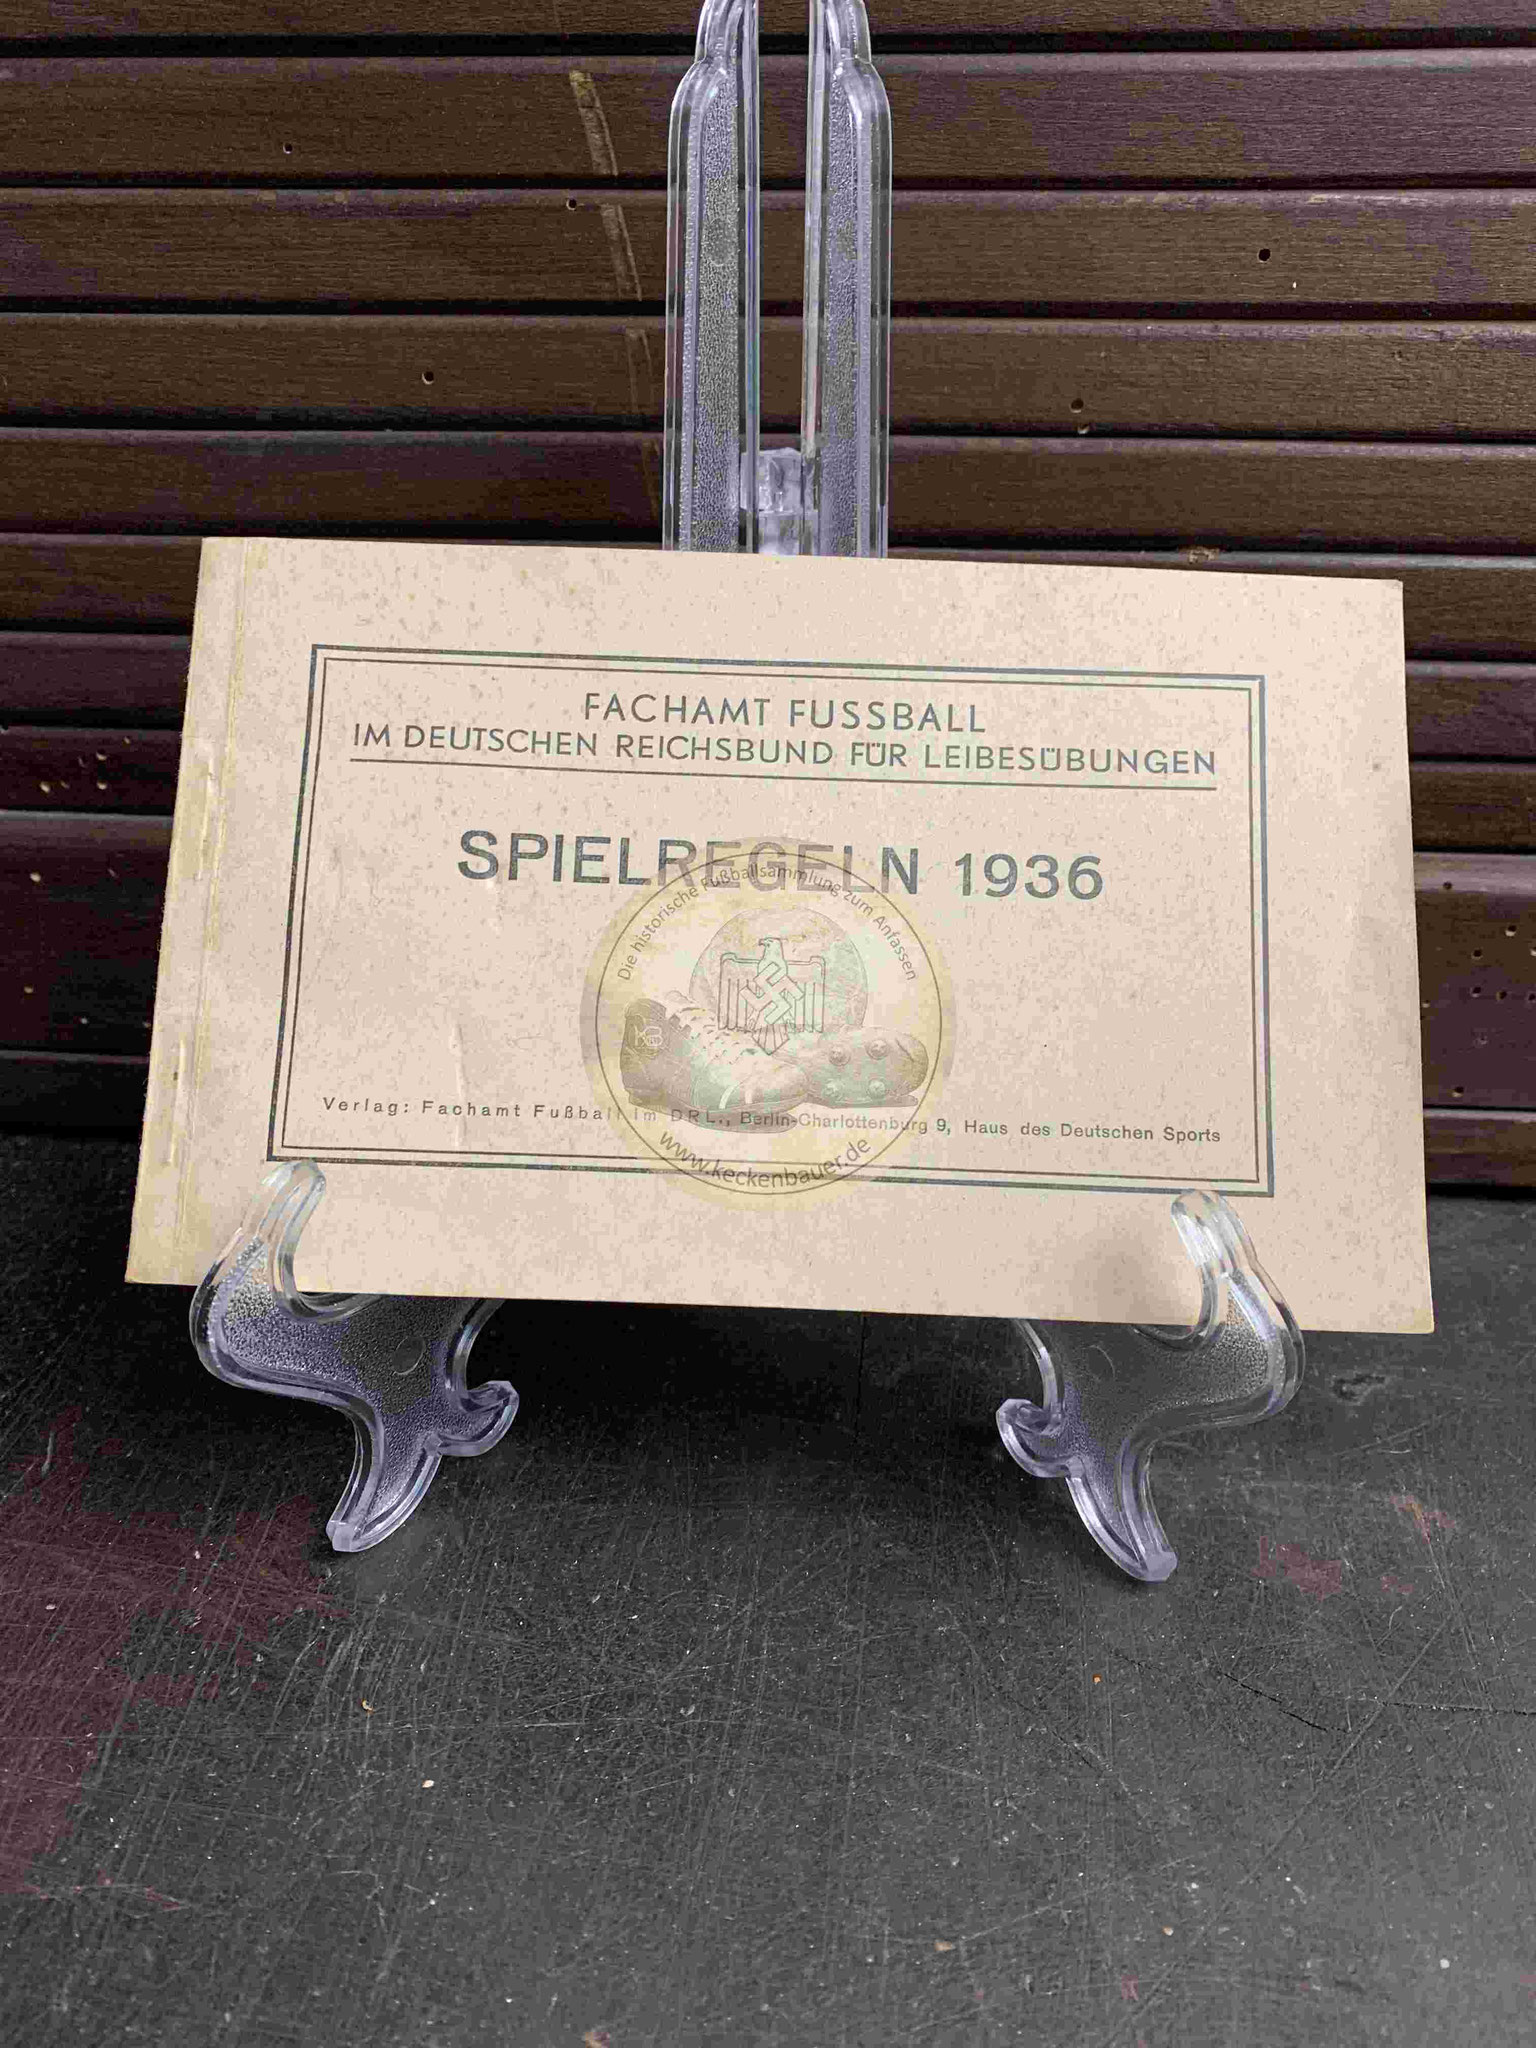 FACHAMT FUSSBALL
IM DEUTSCHEN REICHSBUND FÜR LEIBESÜBUNGEN
SPIELREGELN 1936
Die historische Fußballsammlung zum Anfassen
KB
Verlag: Fachamt Fußball im DRL., Berlin-Charlottenburg 9, Haus des Deutschen Sports
www.keckenbauer.de